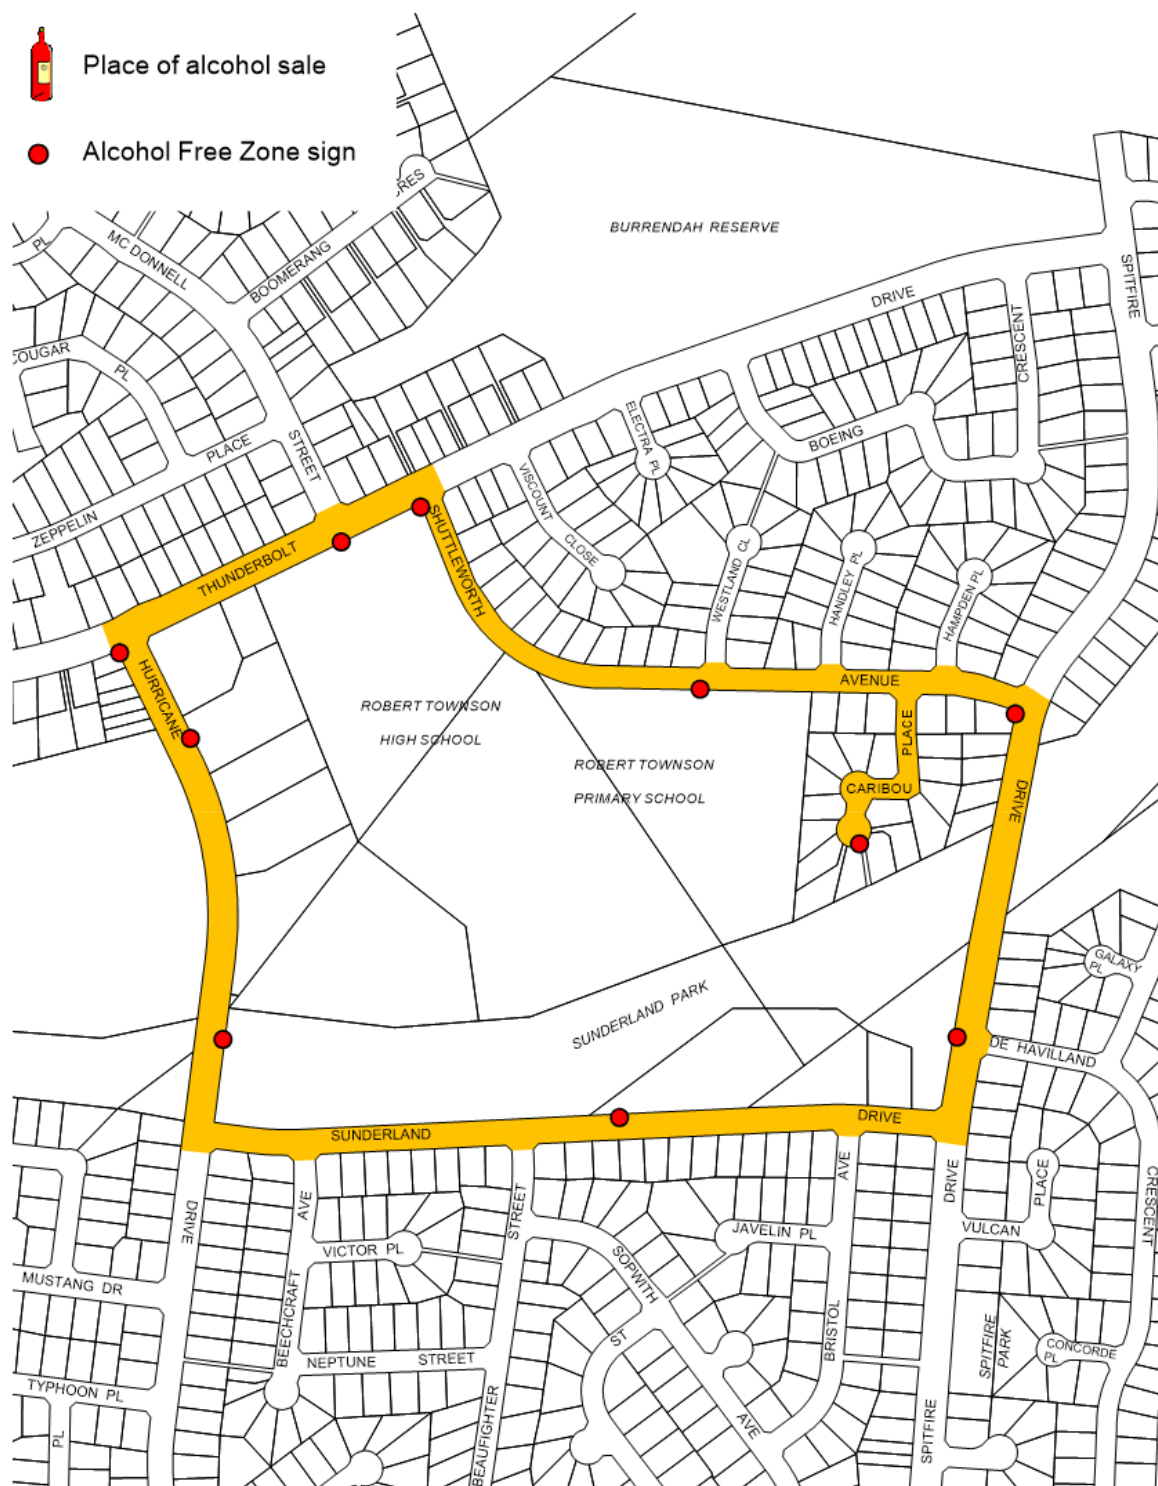 Place of alcohol sale
Alcohol Free Zone sign
CRES
BURRENDAH RESERVE
PL
MC DONNELL
BOOMERANG
SPITFIRE
DRIVE
CRESCENT
COUGAR
PL
ELECTRA PL
BOEING
PLACE
STREET
VISCOUNT
CLOSE
ZEPPELIN
SHUTTLEWORTH
THUNDERBOLT
WESTLAND CL
HANDLEY PL
HAMPDEN PL
HURRICANE
AVENUE
ROBERT TOWNSON
HIGH SCHOOL
PLACE
ROBERT TOWNSON
PRIMARY SCHOOL
CARIBOU
DRIVE
GALAXY
PL
SUNDERLAND PARK
DE HAVILLAND
SUNDERLAND
DRIVE
DRIVE
AVE
STREET
AVE
DRIVE
PLACE
CRESCENT
VICTOR PL
JAVELIN PL
VULCAN
MUSTANG DR
SOPWITH
BEECHCRAFT
ST
BRISTOL
SPITFIRE
PARK
CONCORDE
PL
NEPTUNE STREET
TYPHOON PL
PL
BEAUFIGHTER
AVE
SPITFIRE